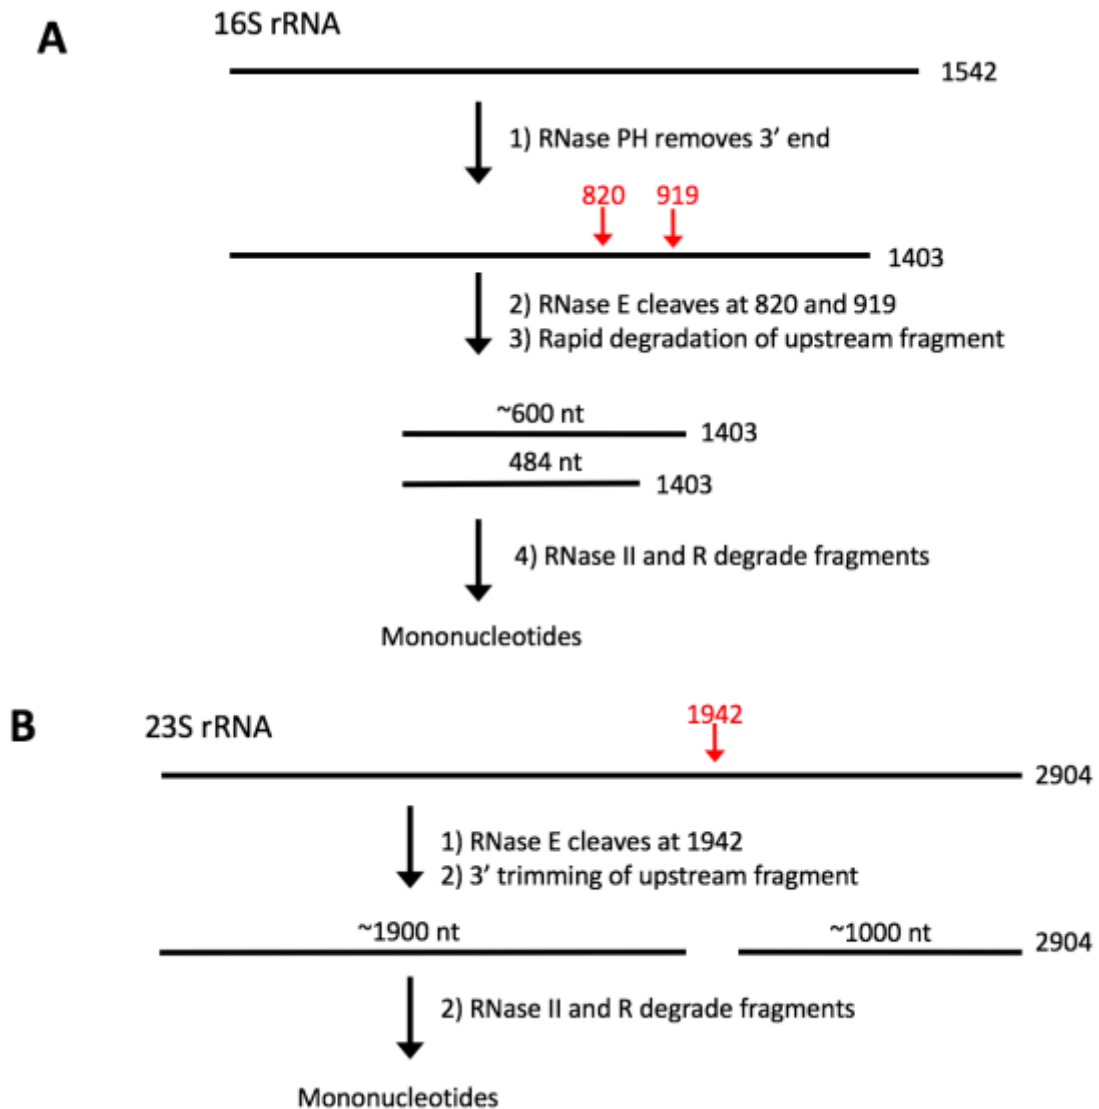 A
16S rRNA
1542
1) RNase PH removes 3’ end
820 919
1403
2) RNase E cleaves at 820 and 919
3) Rapid degradation of upstream fragment
~600 nt
1403
484 nt
1403
4) RNase II and R degrade fragments
Mononucleotides
B
23S rRNA
1942
2904
1) RNase E cleaves at 1942
2) 3’ trimming of upstream fragment
~1900 nt
~1000 nt
2904
2) RNase II and R degrade fragments
Mononucleotides